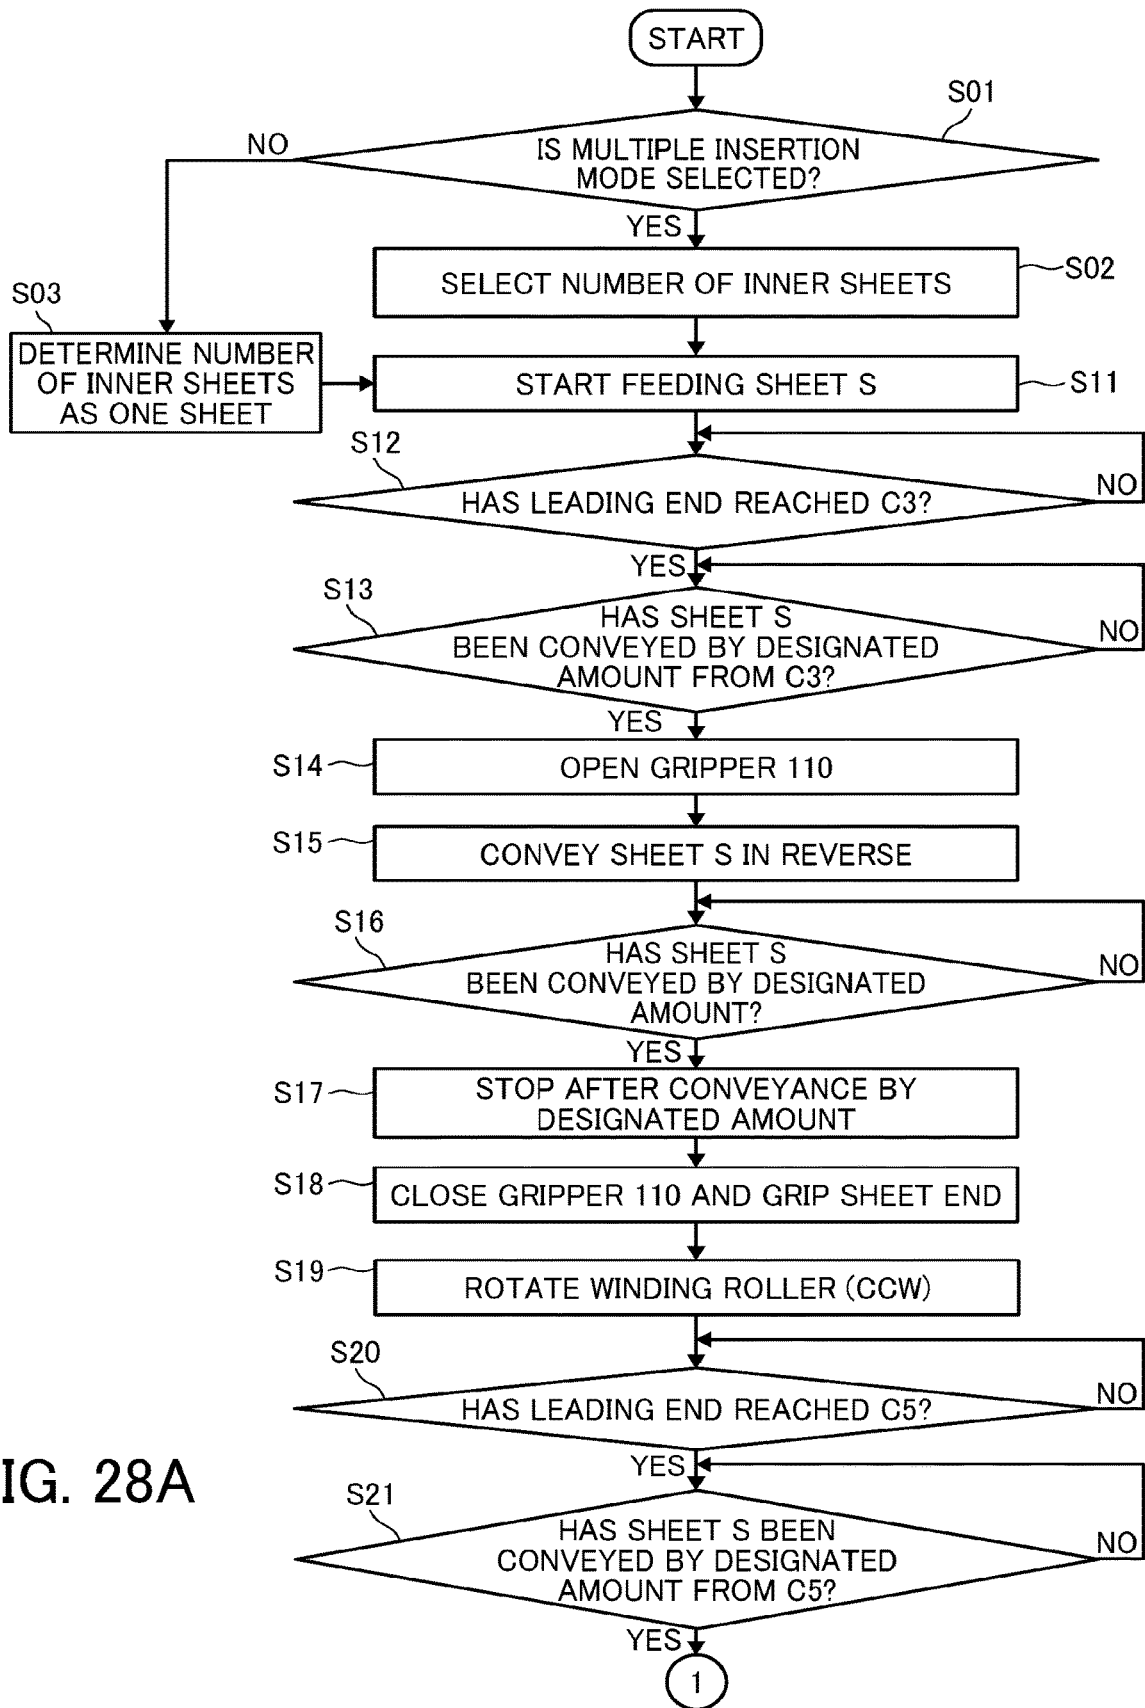 START
S01
NO
IS MULTIPLE INSERTION
MODE SELECTED?
YES
SELECT NUMBER OF INNER SHEETS
S02
S03
DETERMINE NUMBER
OF INNER SHEETS
AS ONE SHEET
START FEEDING SHEET S
S11
S12
HAS LEADING END REACHED C3?
NO
YES
S13
HAS SHEET S
BEEN CONVEYED BY DESIGNATED
AMOUNT FROM C3?
NO
YES
S14
OPEN GRIPPER 110
S15
CONVEY SHEET S IN REVERSE
S16
HAS SHEET S
BEEN CONVEYED BY DESIGNATED
AMOUNT?
NO
YES
S17
STOP AFTER CONVEYANCE BY
DESIGNATED AMOUNT
S18
CLOSE GRIPPER 110 AND GRIP SHEET END
S19
ROTATE WINDING ROLLER (CCW)
S20
HAS LEADING END REACHED C5?
NO
YES
IG. 28A
S21
HAS SHEET S BEEN
CONVEYED BY DESIGNATED
AMOUNT FROM C5?
NO
YES
1